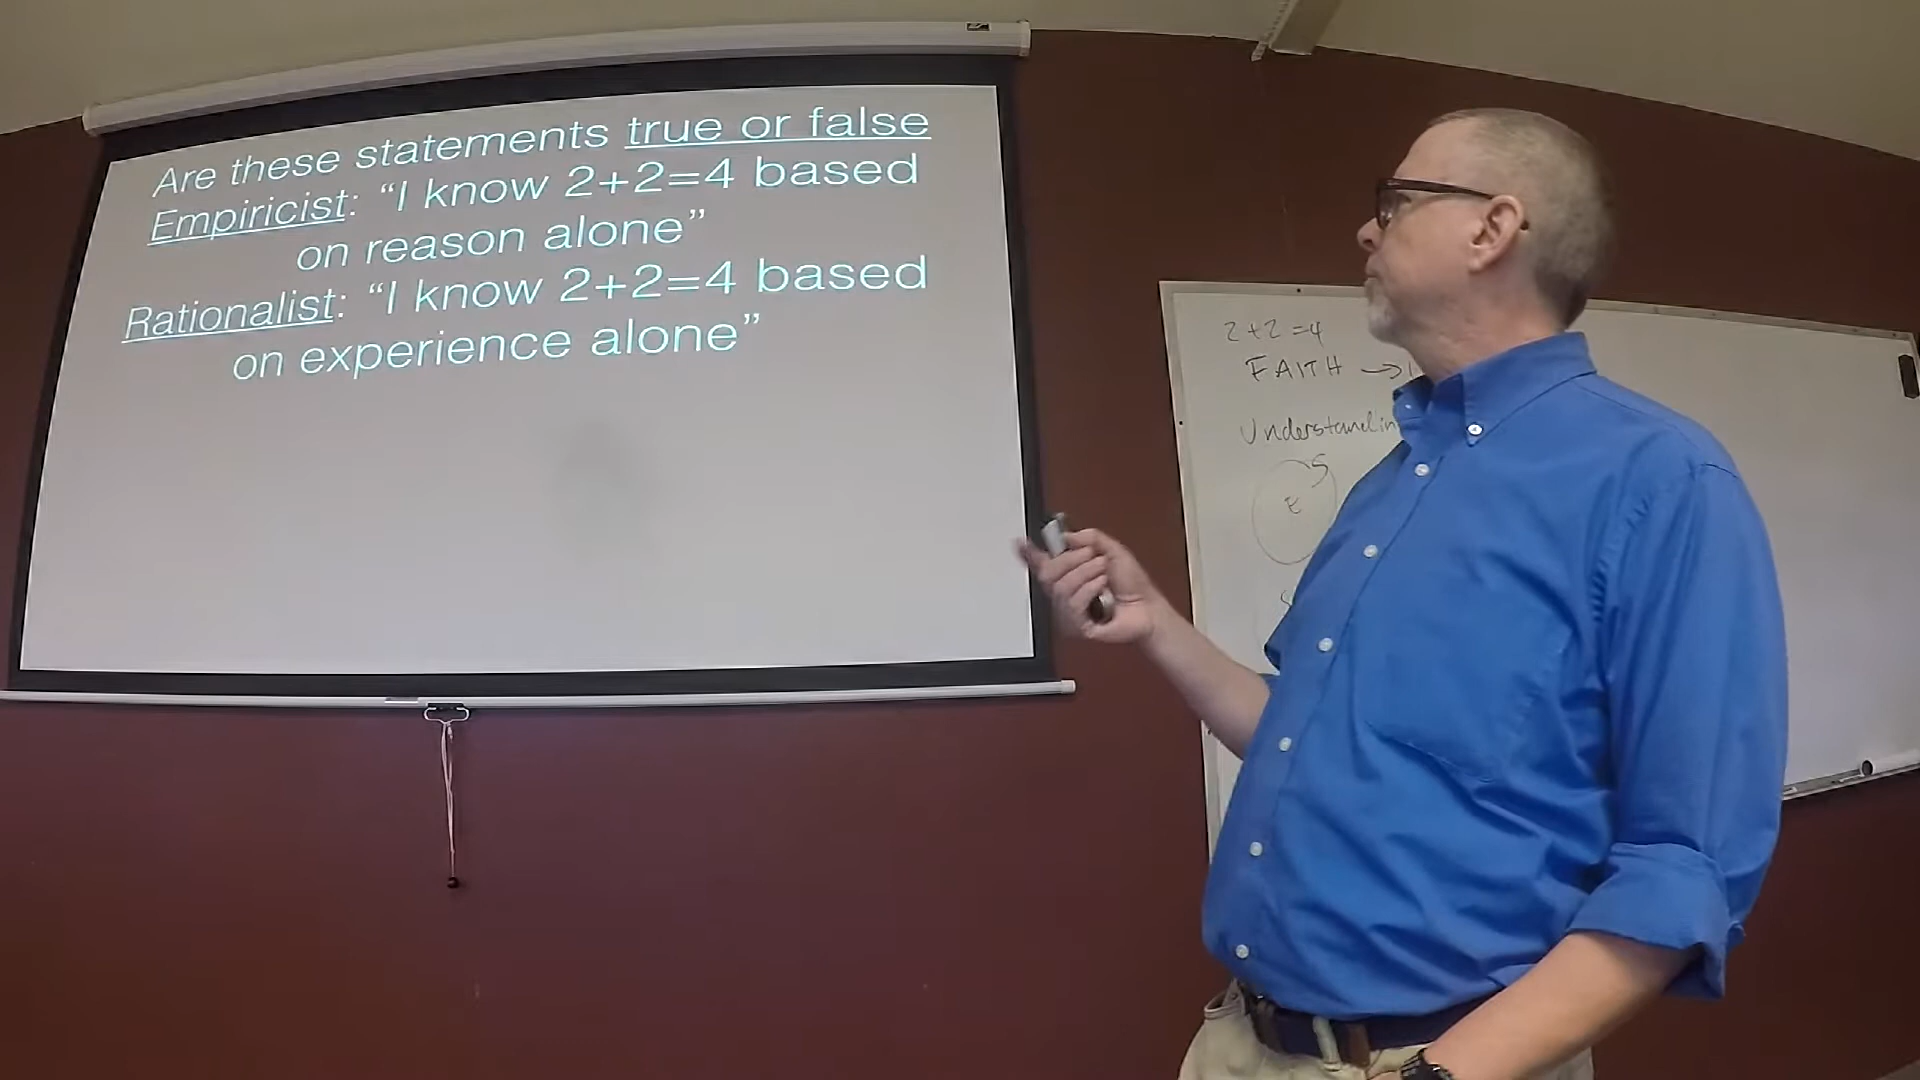 Are these statements true or false
Empiricist: “I know 2+2=4 based
on reason alone”
Rationalist: “I know 2+2=4 based
on experience alone”
2+2=4
FAITH →
Understandin
S
E
S